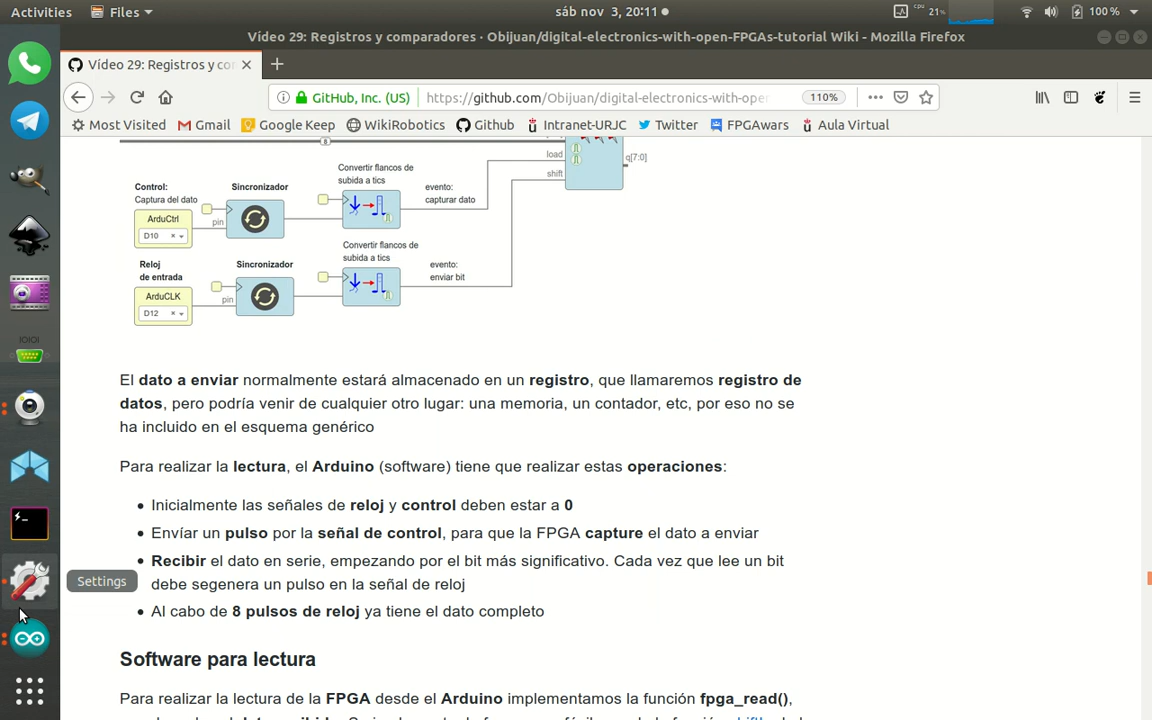 Activities Files sáb nov 3, 20:11 cpu 21% 100 %
Vídeo 29: Registros y comparadores · Obijuan/digital-electronics-with-open-FPGAs-tutorial Wiki - Mozilla Firefox
Vídeo 29: Registros y co
GitHub, Inc. (US) https://github.com/Obijuan/digital-electronics-with-ope 110%
Most Visited Gmail Google Keep WikiRobotics Github Intranet-URJC Twitter FPGAwars Aula Virtual
8
load q[7:0]
shift
Convertir flancos de
subida a tics
Control:
Captura del dato
Sincronizador
evento:
capturar dato
ArduCtrl
pin
D10
Convertir flancos de
subida a tics
Reloj
de entrada
Sincronizador
evento:
enviar bit
ArduCLK
pin
D12
El dato a enviar normalmente estará almacenado en un registro, que llamaremos registro de
datos, pero podría venir de cualquier otro lugar: una memoria, un contador, etc, por eso no se
ha incluido en el esquema genérico
Para realizar la lectura, el Arduino (software) tiene que realizar estas operaciones:
Inicialmente las señales de reloj y control deben estar a 0
Envíar un pulso por la señal de control, para que la FPGA capture el dato a enviar
Recibir el dato en serie, empezando por el bit más significativo. Cada vez que lee un bit
debe segenera un pulso en la señal de reloj
Al cabo de 8 pulsos de reloj ya tiene el dato completo
Settings
Software para lectura
Para realizar la lectura de la FPGA desde el Arduino implementamos la función fpga_read(),